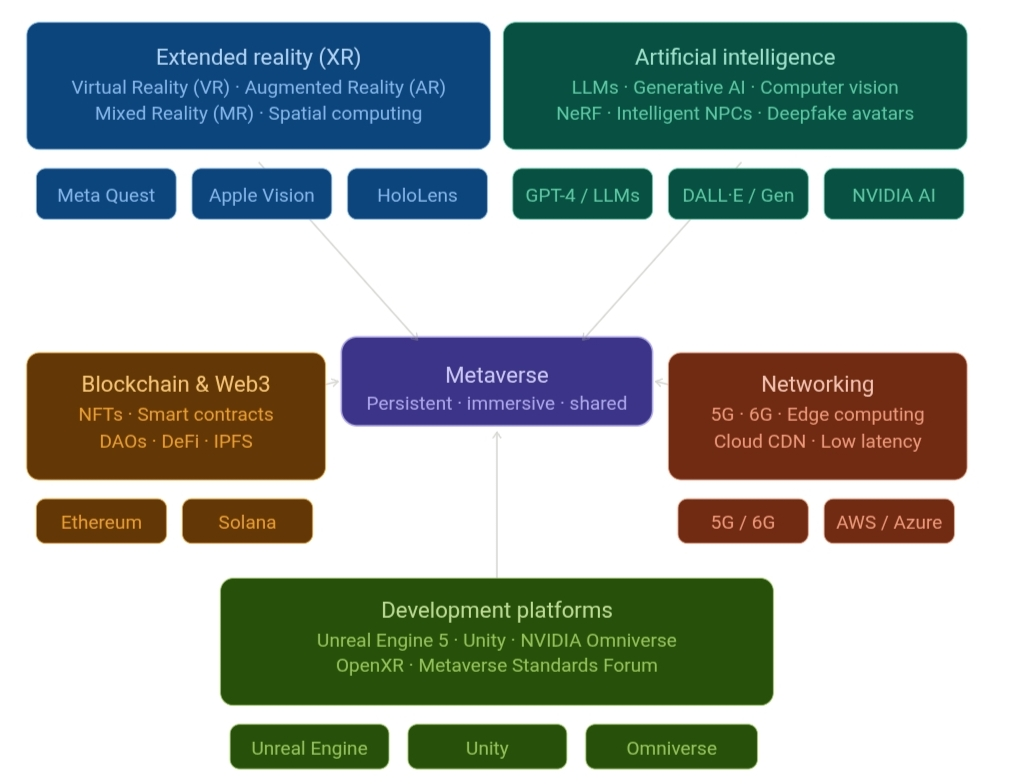 Extended reality (XR)
Virtual Reality (VR) · Augmented Reality (AR)
Mixed Reality (MR) · Spatial computing
Artificial intelligence
LLMs · Generative AI · Computer vision
NeRF · Intelligent NPCs · Deepfake avatars
Meta Quest
Apple Vision
HoloLens
GPT-4 / LLMs
DALL·E / Gen
NVIDIA AI
Blockchain & Web3
NFTs · Smart contracts
DAOs · DeFi · IPFS
Metaverse
Persistent · immersive · shared
Networking
5G · 6G · Edge computing
Cloud CDN · Low latency
Ethereum
Solana
5G / 6G
AWS / Azure
Development platforms
Unreal Engine 5 · Unity · NVIDIA Omniverse
OpenXR · Metaverse Standards Forum
Unreal Engine
Unity
Omniverse